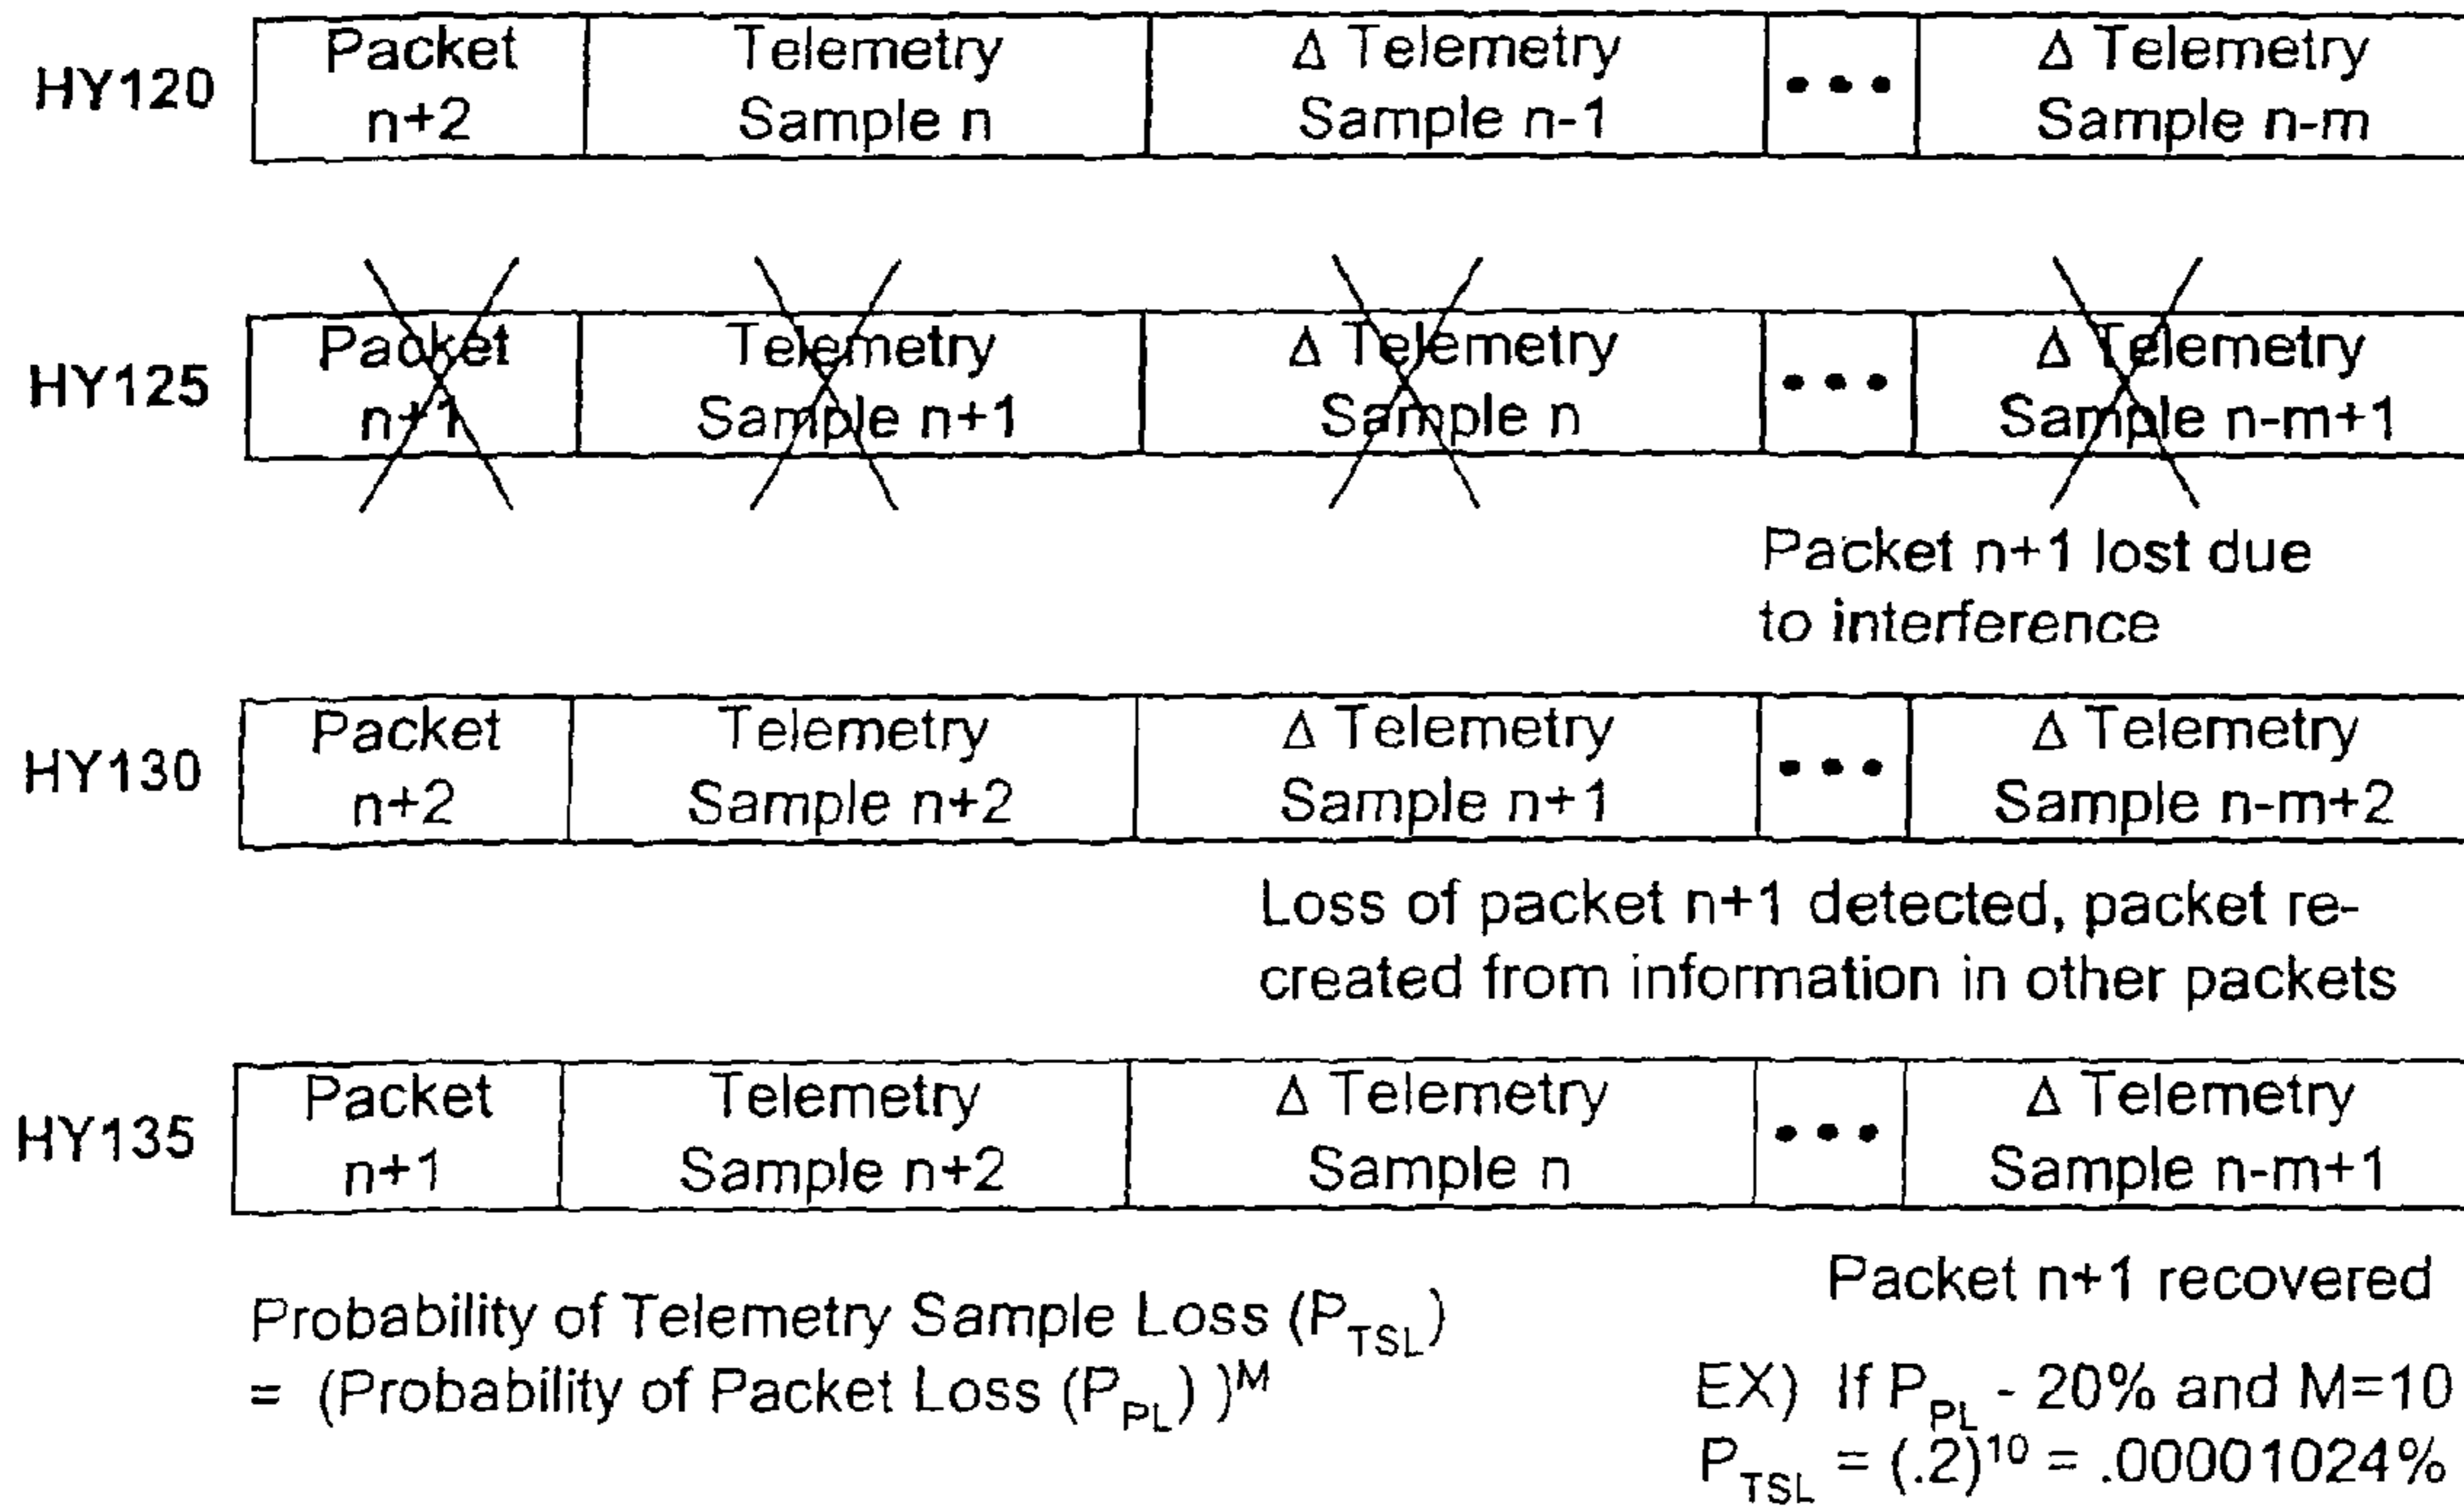 HY120
Packet
n+2
Telemetry
Sample n
Δ Telemetry
Sample n-1
•••
Δ Telemetry
Sample n-m
HY125
Packet
n+1
Telemetry
Sample n+1
Δ Telemetry
Sample n
•••
Δ Telemetry
Sample n-m+1
Packet n+1 lost due
to interference
HY130
Packet
n+2
Telemetry
Sample n+2
Δ Telemetry
Sample n+1
•••
Δ Telemetry
Sample n-m+2
Loss of packet n+1 detected, packet re-
created from information in other packets
HY135
Packet
n+1
Telemetry
Sample n+2
Δ Telemetry
Sample n
•••
Δ Telemetry
Sample n-m+1
Packet n+1 recovered
Probability of Telemetry Sample Loss (P_TSL)
= (Probability of Packet Loss (P_PL) )^M
EX) If P_PL - 20% and M=10
P_TSL = (.2)^10 = .00001024%